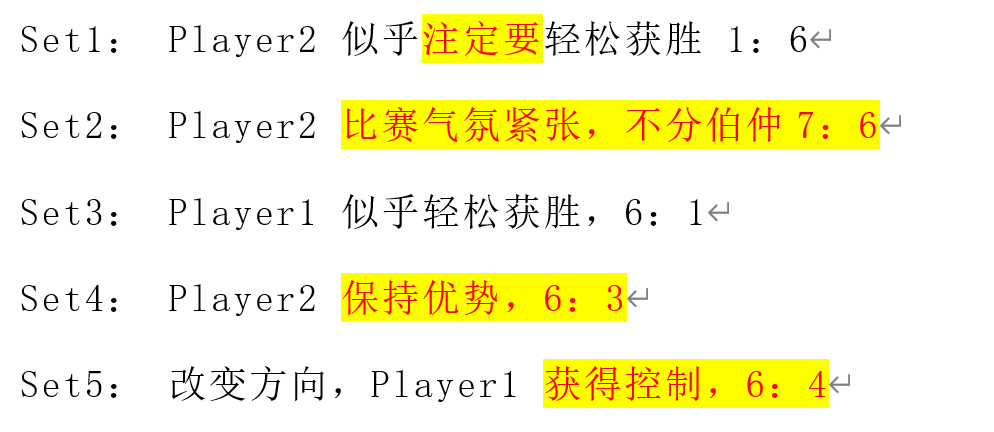 Set1： Player2 似乎注定要轻松获胜 1：6↵
Set2： Player2 比赛气氛紧张，不分伯仲 7：6↵
Set3： Player1 似乎轻松获胜，6：1↵
Set4： Player2 保持优势，6：3↵
Set5： 改变方向，Player1 获得控制，6：4↵